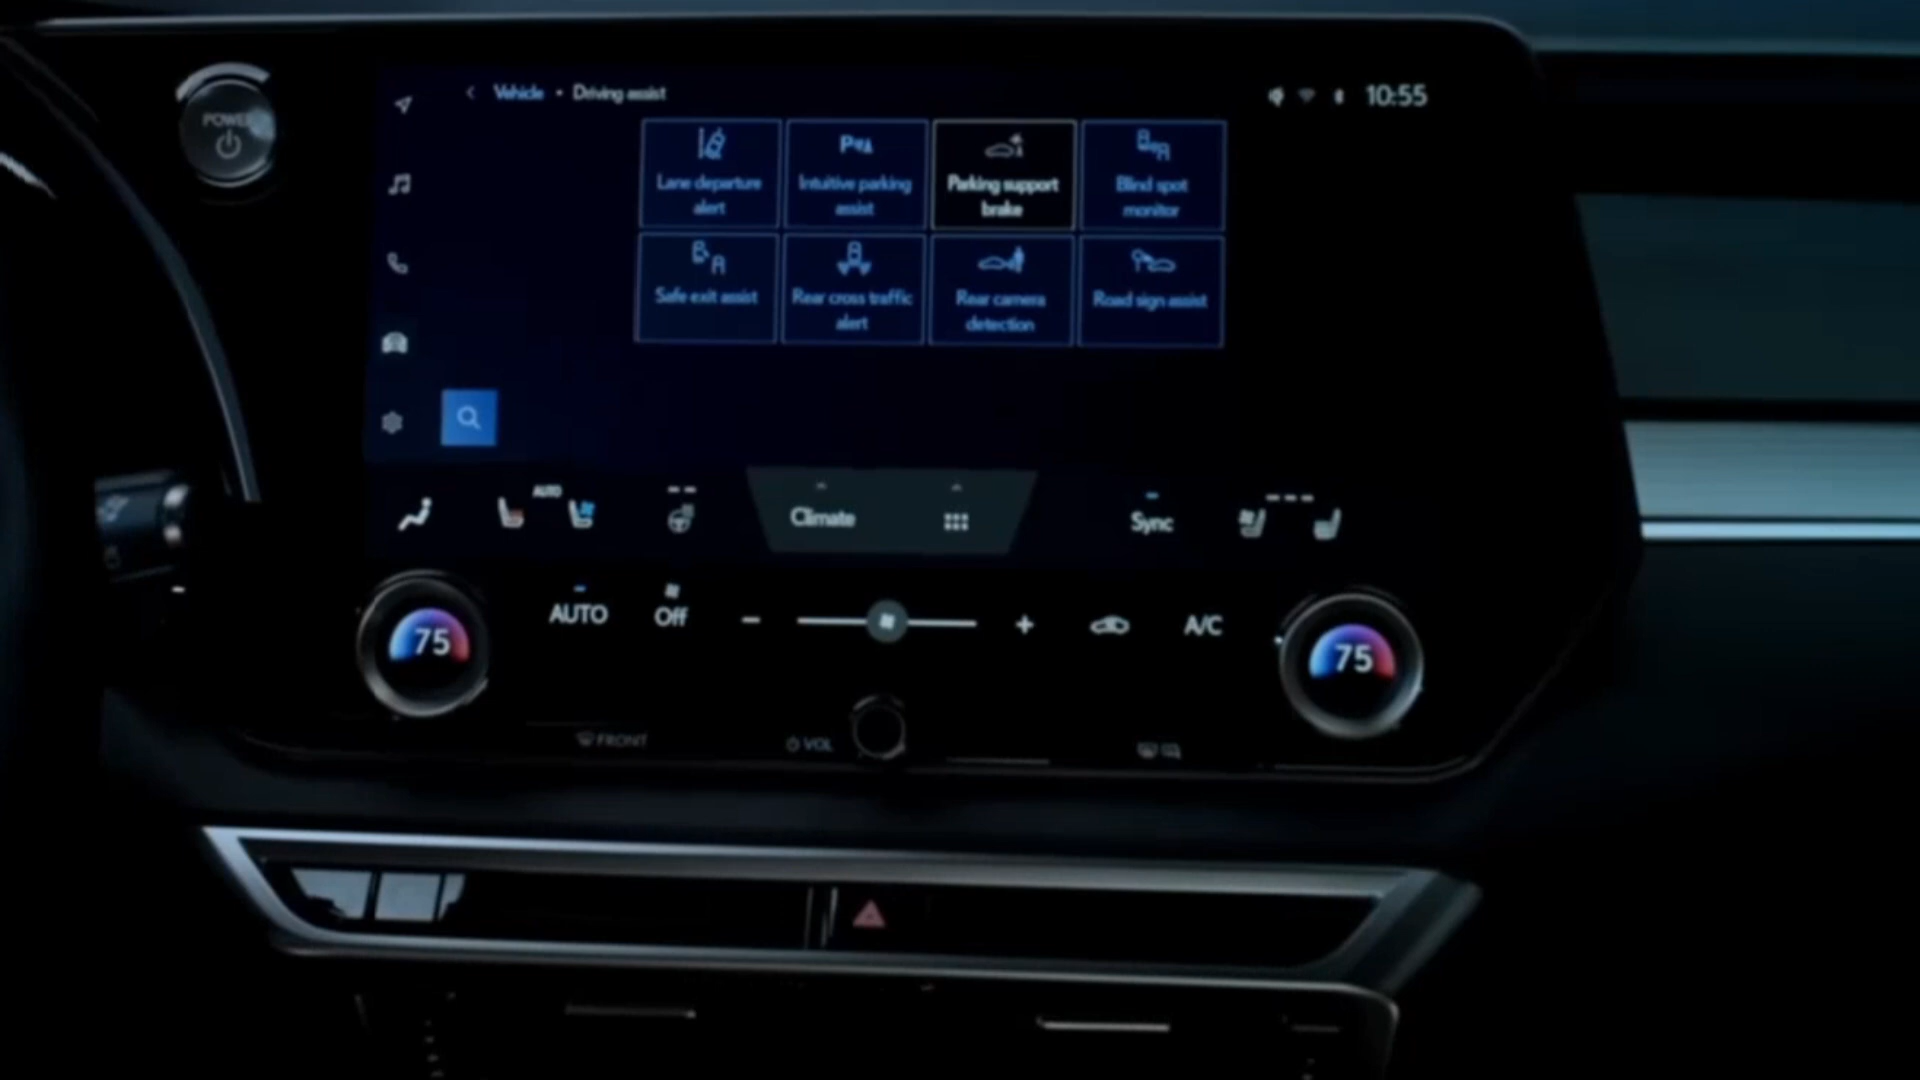 POWER
Vehicle • Driving assist
10:55
Lane departure
alert
Intuitive parking
assist
Parking support
brake
Blind spot
monitor
Safe exit assist
Rear cross traffic
alert
Rear camera
detection
Road sign assist
AUTO
Climate
Sync
75
AUTO
Off
A/C
75
FRONT
VOL